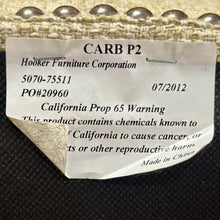 CARB P2
Hooker Furniture Corporation
5070-75511
07/2012
PO#20960
California Prop 65 Warning
This product contains chemicals known to
of California to cause cancer, or
or other reproductive harm.
Made in China